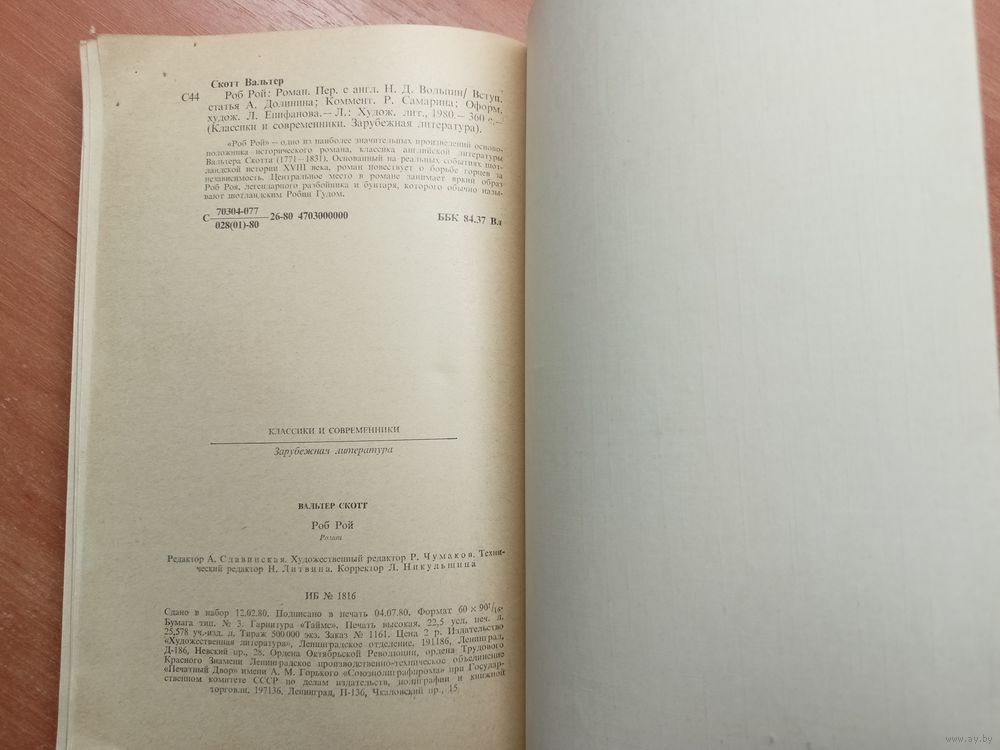 Скотт Вальтер
С44 Роб Рой: Роман. Пер. с англ. Н. Д. Вольпин/ Вступ.
статья А. Долинина; Коммент. Р. Самарина; Оформ.
худож. Л. Епифанова.— Л.: Худож. лит., 1980.— 360 с.—
(Классики и современники. Зарубежная литература).
«Роб Рой» — одно из наиболее значительных произведений осново-
положника исторического романа, классика английской литературы
Вальтера Скотта (1771—1831). Основанный на реальных событиях шот-
ландской истории XVIII века, роман повествует о борьбе горцев за
независимость. Центральное место в романе занимает яркий образ
Роб Роя, легендарного разбойника и бунтаря, которого обычно назы-
вают шотландским Робин Гудом.
С 70304-077
028(01)-80 26-80 4703000000 ББК 84.37 Вл
КЛАССИКИ И СОВРЕМЕННИКИ
Зарубежная литература
ВАЛЬТЕР СКОТТ
Роб Рой
Роман
Редактор А. Славинская. Художественный редактор Р. Чумаков. Техни-
ческий редактор Н. Литвина. Корректор Л. Никульшина
ИБ № 1816
Сдано в набор 12.02.80. Подписано в печать 04.07.80. Формат 60×90¹/₁₆.
Бумага тип. № 3. Гарнитура «Таймс». Печать высокая. 22,5 усл. печ. л.
25,578 уч.-изд. л. Тираж 500 000 экз. Заказ № 1161. Цена 2 р. Издательство
«Художественная литература», Ленинградское отделение. 191186, Ленинград,
Д-186, Невский пр., 28. Ордена Октябрьской Революции, ордена Трудового
Красного Знамени Ленинградское производственно-техническое объединение
«Печатный Двор» имени А. М. Горького «Союзполиграфпрома» при Государ-
ственном комитете СССР по делам издательств, полиграфии и книжной
торговли. 197136, Ленинград, П-136, Чкаловский пр., 15
www.ay.by